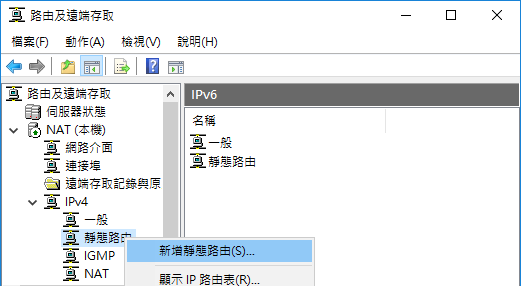 路由及遠端存取
檔案(F) 動作(A) 檢視(V) 說明(H)
路由及遠端存取
伺服器狀態
NAT (本機)
網路介面
連接埠
遠端存取記錄與原
IPv4
一般
靜態路由
IGMP
NAT
IPv6
名稱
一般
靜態路由
新增靜態路由(S)...
顯示 IP 路由表(R)...